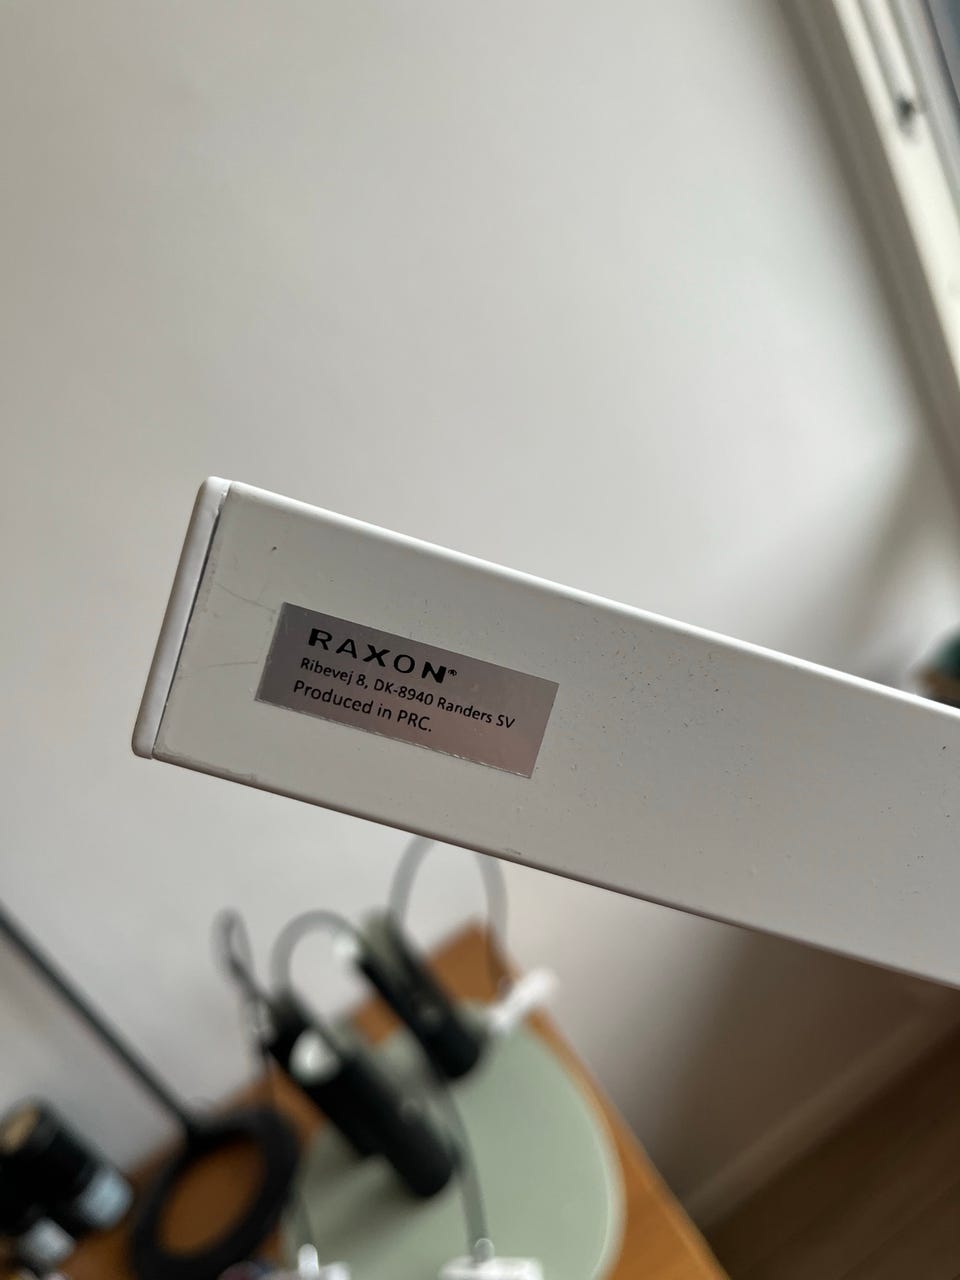 RAXON®
Ribevej 8, DK-8940 Randers SV
Produced in PRC.